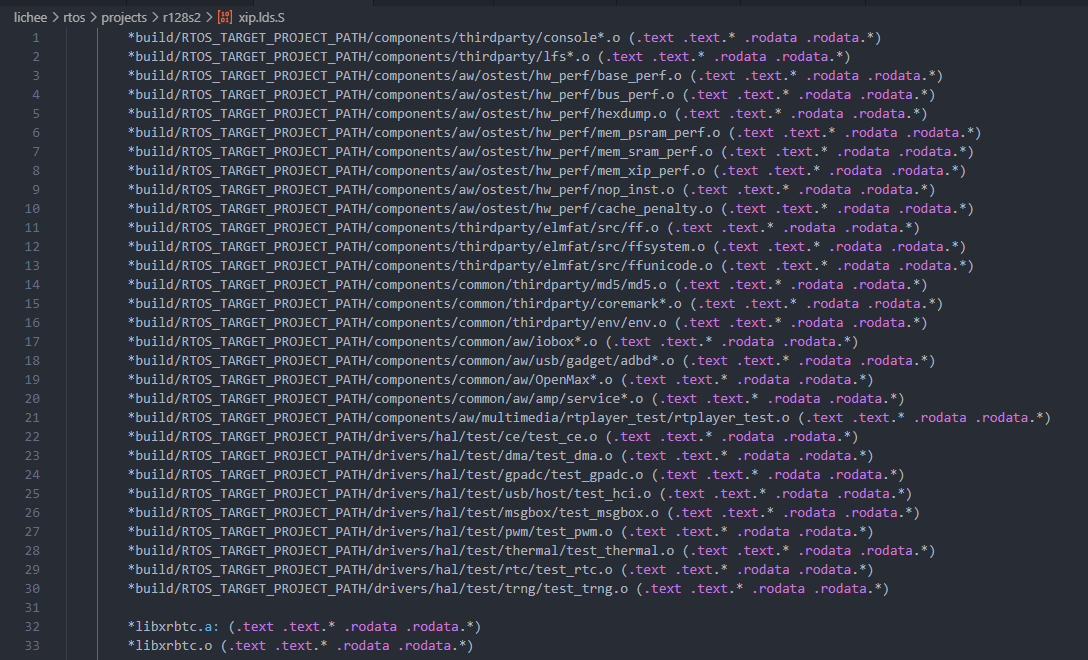 lichee > rtos > projects > r128s2 > xip.lds.S
1 *build/RTOS_TARGET_PROJECT_PATH/components/thirdparty/console*.o (.text .text.* .rodata .rodata.*)
2 *build/RTOS_TARGET_PROJECT_PATH/components/thirdparty/lfs*.o (.text .text.* .rodata .rodata.*)
3 *build/RTOS_TARGET_PROJECT_PATH/components/aw/ostest/hw_perf/base_perf.o (.text .text.* .rodata .rodata.*)
4 *build/RTOS_TARGET_PROJECT_PATH/components/aw/ostest/hw_perf/bus_perf.o (.text .text.* .rodata .rodata.*)
5 *build/RTOS_TARGET_PROJECT_PATH/components/aw/ostest/hw_perf/hexdump.o (.text .text.* .rodata .rodata.*)
6 *build/RTOS_TARGET_PROJECT_PATH/components/aw/ostest/hw_perf/mem_psram_perf.o (.text .text.* .rodata .rodata.*)
7 *build/RTOS_TARGET_PROJECT_PATH/components/aw/ostest/hw_perf/mem_sram_perf.o (.text .text.* .rodata .rodata.*)
8 *build/RTOS_TARGET_PROJECT_PATH/components/aw/ostest/hw_perf/mem_xip_perf.o (.text .text.* .rodata .rodata.*)
9 *build/RTOS_TARGET_PROJECT_PATH/components/aw/ostest/hw_perf/nop_inst.o (.text .text.* .rodata .rodata.*)
10 *build/RTOS_TARGET_PROJECT_PATH/components/aw/ostest/hw_perf/cache_penalty.o (.text .text.* .rodata .rodata.*)
11 *build/RTOS_TARGET_PROJECT_PATH/components/thirdparty/elmfat/src/ff.o (.text .text.* .rodata .rodata.*)
12 *build/RTOS_TARGET_PROJECT_PATH/components/thirdparty/elmfat/src/ffsystem.o (.text .text.* .rodata .rodata.*)
13 *build/RTOS_TARGET_PROJECT_PATH/components/thirdparty/elmfat/src/ffunicode.o (.text .text.* .rodata .rodata.*)
14 *build/RTOS_TARGET_PROJECT_PATH/components/common/thirdparty/md5/md5.o (.text .text.* .rodata .rodata.*)
15 *build/RTOS_TARGET_PROJECT_PATH/components/common/thirdparty/coremark*.o (.text .text.* .rodata .rodata.*)
16 *build/RTOS_TARGET_PROJECT_PATH/components/common/thirdparty/env/env.o (.text .text.* .rodata .rodata.*)
17 *build/RTOS_TARGET_PROJECT_PATH/components/common/aw/iobox*.o (.text .text.* .rodata .rodata.*)
18 *build/RTOS_TARGET_PROJECT_PATH/components/common/aw/usb/gadget/adbd*.o (.text .text.* .rodata .rodata.*)
19 *build/RTOS_TARGET_PROJECT_PATH/components/common/aw/OpenMax*.o (.text .text.* .rodata .rodata.*)
20 *build/RTOS_TARGET_PROJECT_PATH/components/common/aw/amp/service*.o (.text .text.* .rodata .rodata.*)
21 *build/RTOS_TARGET_PROJECT_PATH/components/aw/multimedia/rtplayer_test/rtplayer_test.o (.text .text.* .rodata .rodata.*)
22 *build/RTOS_TARGET_PROJECT_PATH/drivers/hal/test/ce/test_ce.o (.text .text.* .rodata .rodata.*)
23 *build/RTOS_TARGET_PROJECT_PATH/drivers/hal/test/dma/test_dma.o (.text .text.* .rodata .rodata.*)
24 *build/RTOS_TARGET_PROJECT_PATH/drivers/hal/test/gpadc/test_gpadc.o (.text .text.* .rodata .rodata.*)
25 *build/RTOS_TARGET_PROJECT_PATH/drivers/hal/test/usb/host/test_hci.o (.text .text.* .rodata .rodata.*)
26 *build/RTOS_TARGET_PROJECT_PATH/drivers/hal/test/msgbox/test_msgbox.o (.text .text.* .rodata .rodata.*)
27 *build/RTOS_TARGET_PROJECT_PATH/drivers/hal/test/pwm/test_pwm.o (.text .text.* .rodata .rodata.*)
28 *build/RTOS_TARGET_PROJECT_PATH/drivers/hal/test/thermal/test_thermal.o (.text .text.* .rodata .rodata.*)
29 *build/RTOS_TARGET_PROJECT_PATH/drivers/hal/test/rtc/test_rtc.o (.text .text.* .rodata .rodata.*)
30 *build/RTOS_TARGET_PROJECT_PATH/drivers/hal/test/trng/test_trng.o (.text .text.* .rodata .rodata.*)
31
32 *libxrbtc.a: (.text .text.* .rodata .rodata.*)
33 *libxrbtc.o (.text .text.* .rodata .rodata.*)